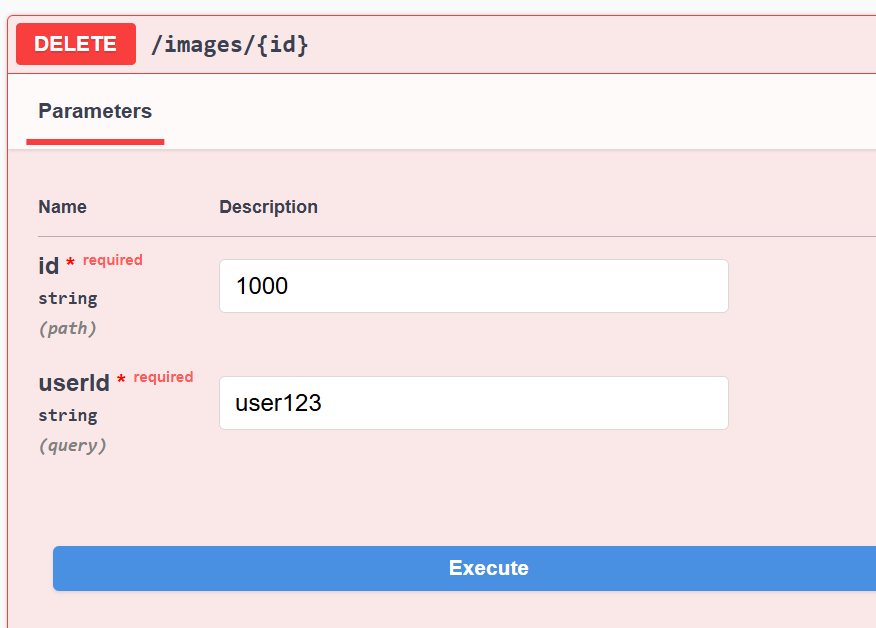 DELETE /images/{id}
Parameters
Name Description
id * required
1000
string
(path)
userId * required
user123
string
(query)
Execute